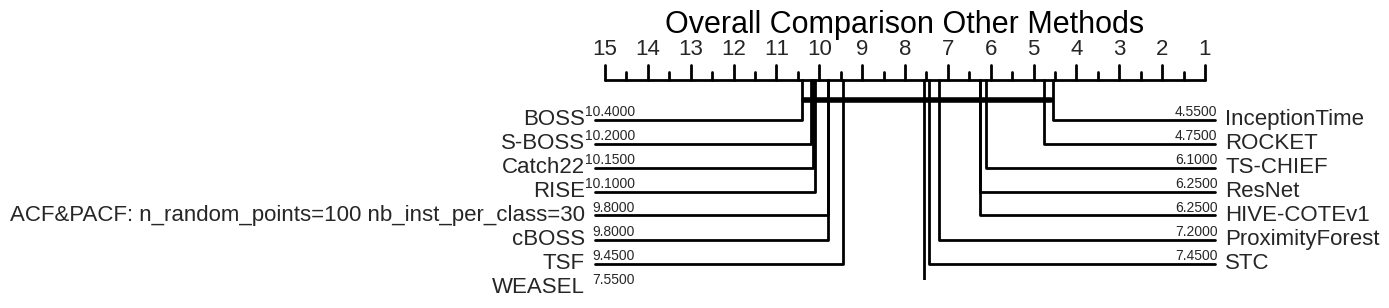 Overall Comparison Other Methods
15 14 13 12 11 10 9 8 7 6 5 4 3 2 1
BOSS 10.4000 4.5500 InceptionTime
S-BOSS 10.2000 4.7500 ROCKET
Catch22 10.1500 6.1000 TS-CHIEF
RISE 10.1000 6.2500 ResNet
ACF&PACF: n_random_points=100 nb_inst_per_class=30 9.8000 6.2500 HIVE-COTEv1
cBOSS 9.8000 7.2000 ProximityForest
TSF 9.4500 7.4500 STC
WEASEL 7.5500